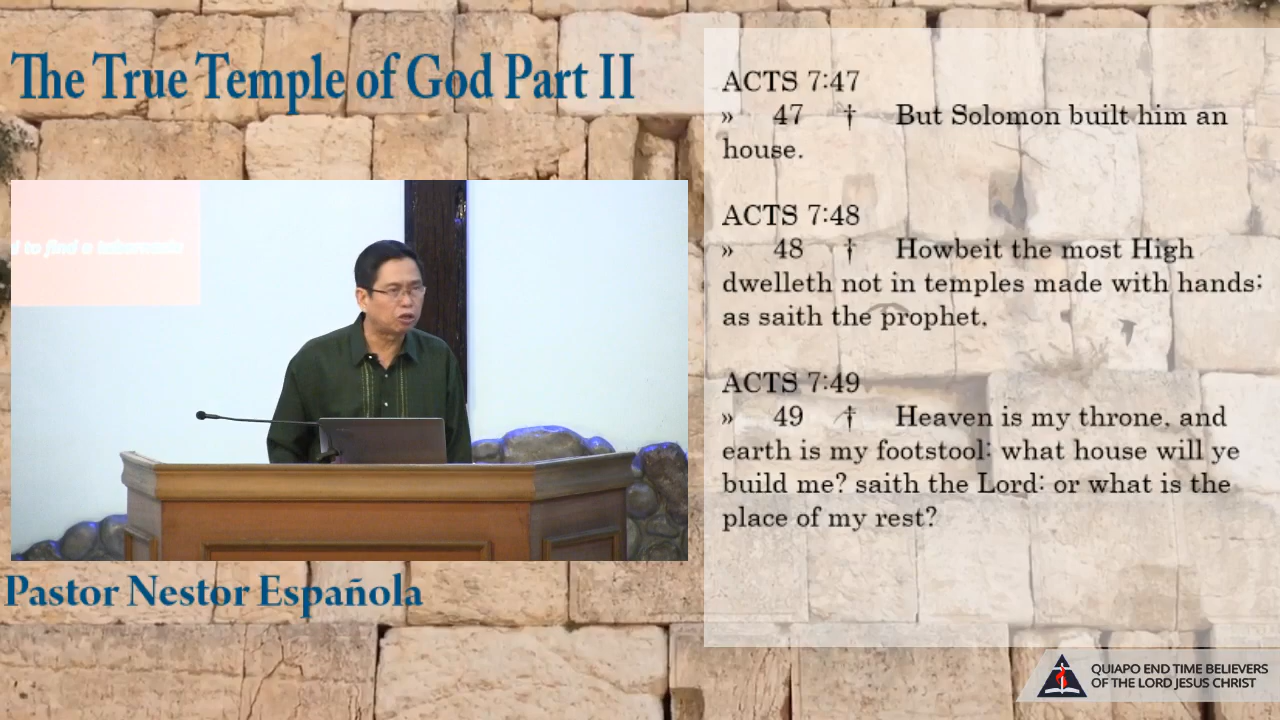 The True Temple of God Part II
to find a tabernacle
Pastor Nestor Española
ACTS 7:47
» 47 † But Solomon built him an
house.
ACTS 7:48
» 48 † Howbeit the most High
dwelleth not in temples made with hands;
as saith the prophet,
ACTS 7:49
» 49 † Heaven is my throne, and
earth is my footstool: what house will ye
build me? saith the Lord: or what is the
place of my rest?
QUIAPO END TIME BELIEVERS
OF THE LORD JESUS CHRIST